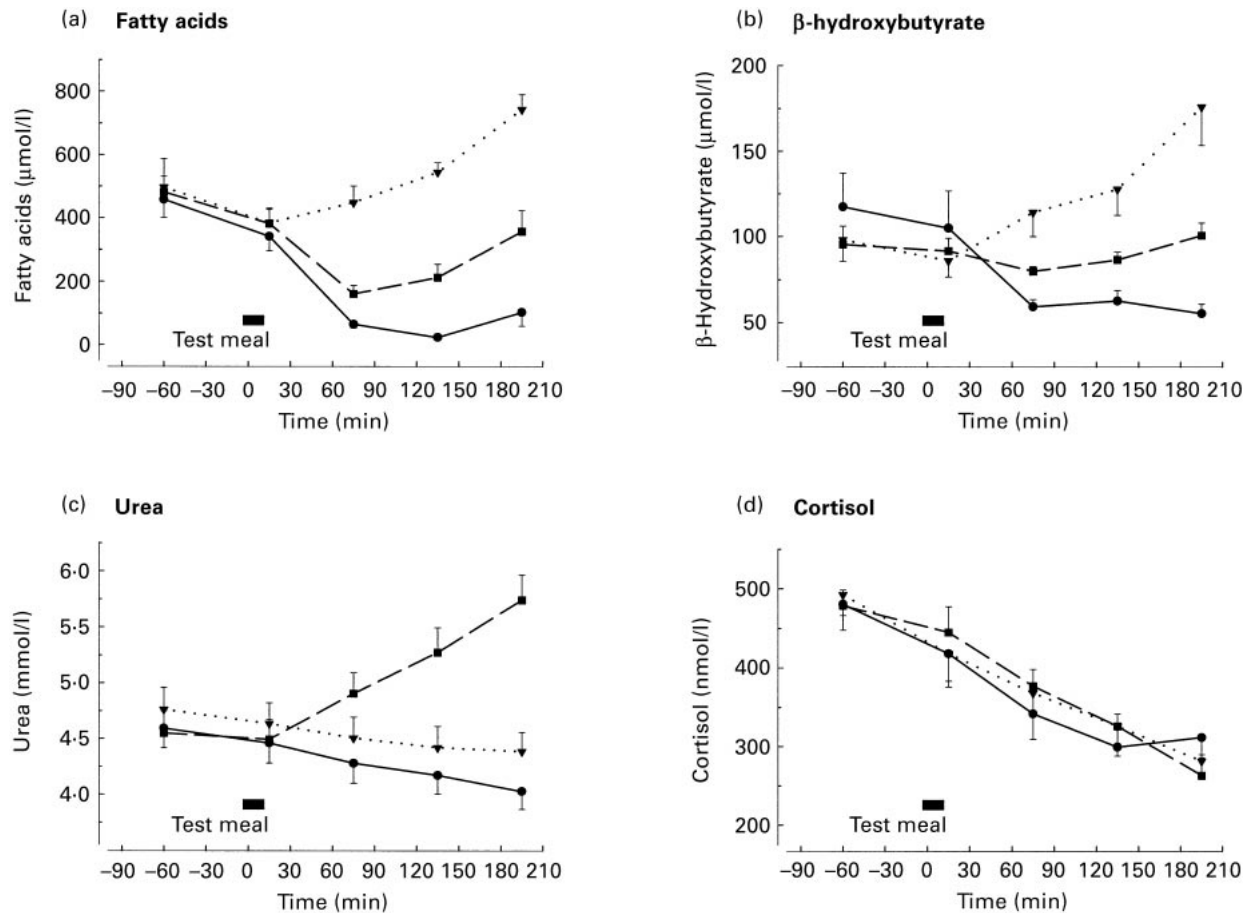 (a) Fatty acids
Fatty acids (μmol/l)
800
600
400
200
0
Test meal
−90 −60 −30 0 30 60 90 120 150 180 210
Time (min)
(b) β-hydroxybutyrate
β-Hydroxybutyrate (μmol/l)
200
150
100
50
Test meal
−90 −60 −30 0 30 60 90 120 150 180 210
Time (min)
(c) Urea
Urea (mmol/l)
6·0
5·5
5·0
4·5
4·0
Test meal
−90 −60 −30 0 30 60 90 120 150 180 210
Time (min)
(d) Cortisol
Cortisol (nmol/l)
500
400
300
200
Test meal
−90 −60 −30 0 30 60 90 120 150 180 210
Time (min)